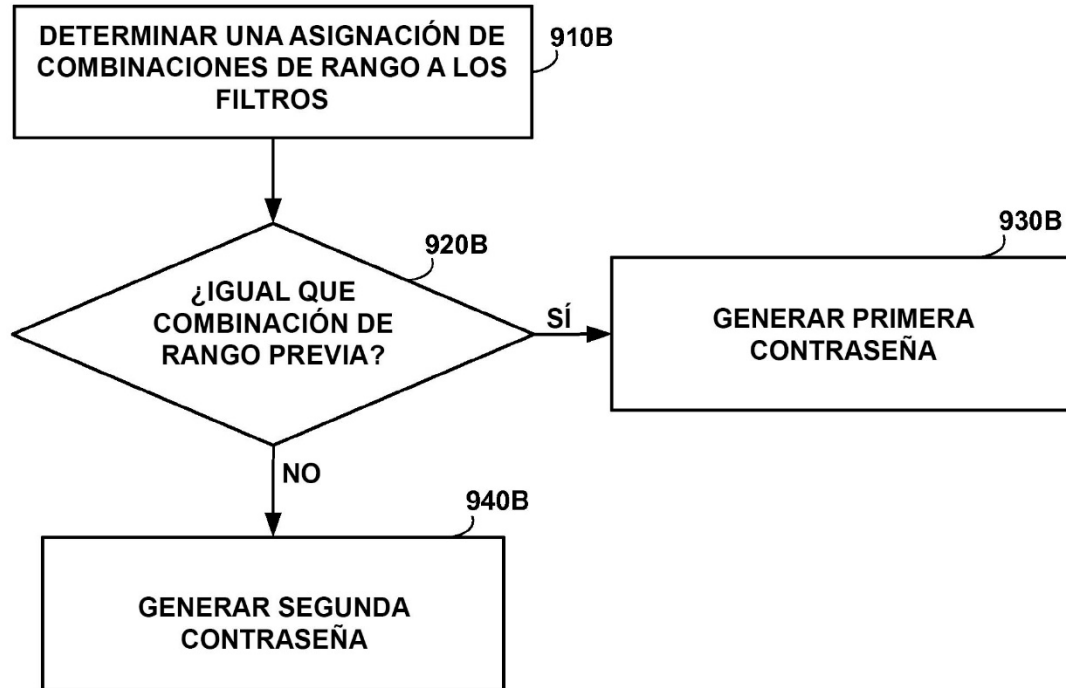 DETERMINAR UNA ASIGNACIÓN DE
COMBINACIONES DE RANGO A LOS
FILTROS
910B
920B
¿IGUAL QUE
COMBINACIÓN DE
RANGO PREVIA?
SÍ
930B
GENERAR PRIMERA
CONTRASEÑA
NO
940B
GENERAR SEGUNDA
CONTRASEÑA